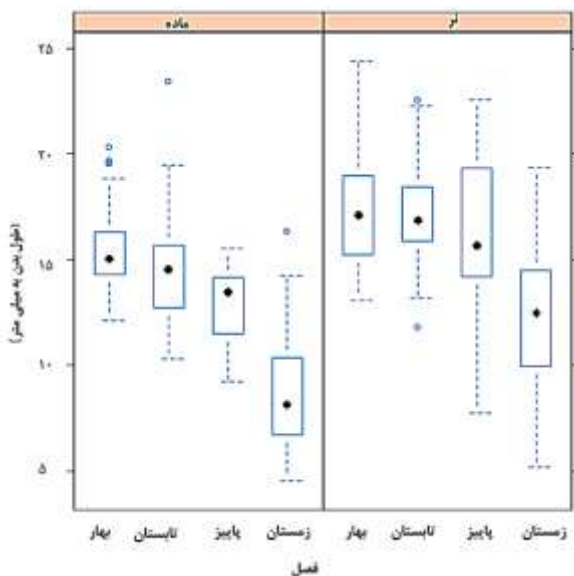 ماده
نر
۲۵
۲۰
۱۵
۱۰
۵
(طول بدن به میلی متر)
بهار تابستان پاییز زمستان بهار تابستان پاییز زمستان
فصل